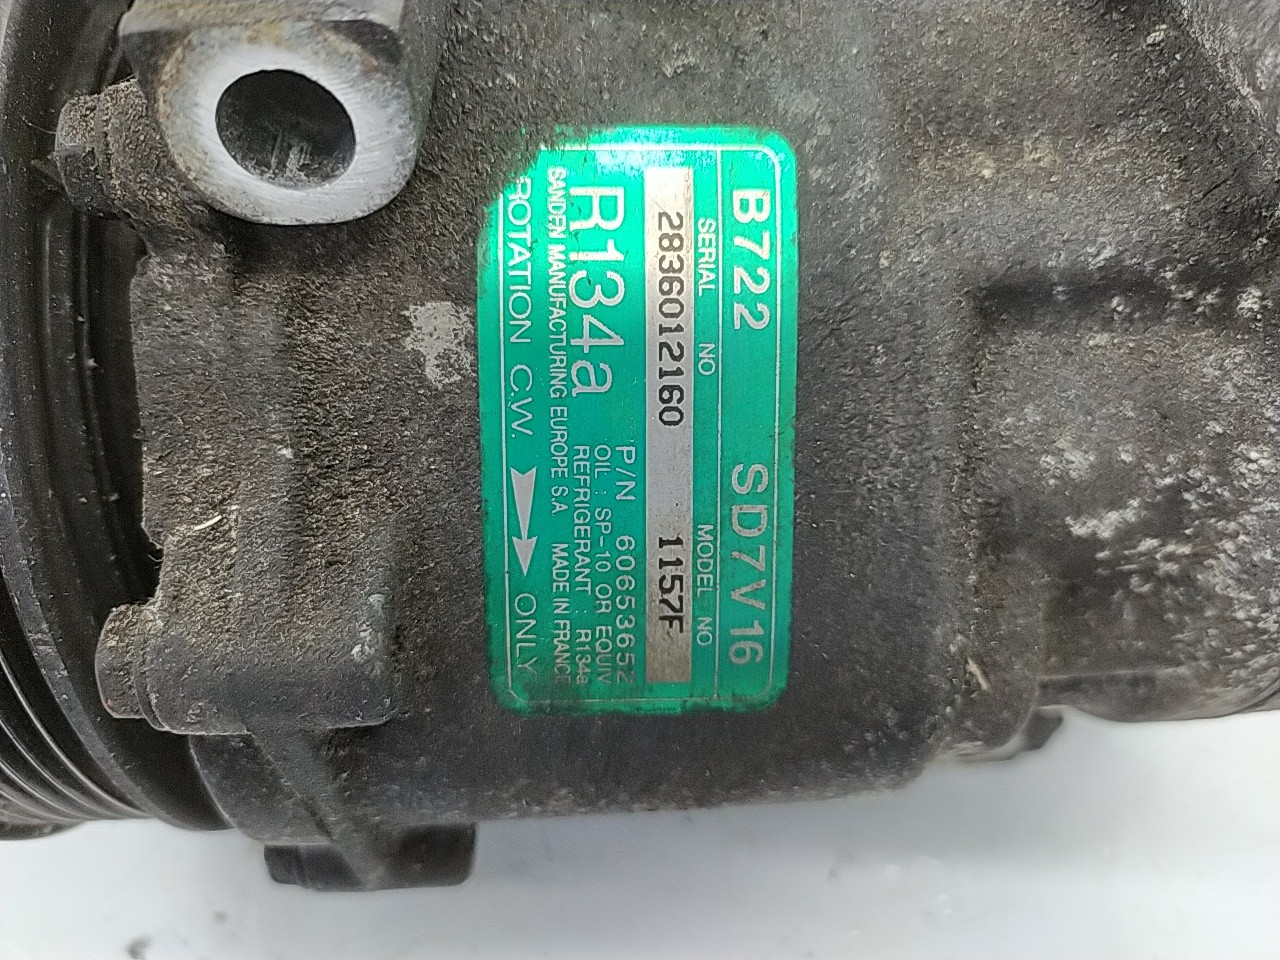 B722 SD7V16
SERIAL NO MODEL NO
2836012160 1157F
P/N 60653652
R134a OIL : SP-10 OR EQUIV
REFRIGERANT : R134a
SANDEN MANUFACTURING EUROPE S.A MADE IN FRANCE
ROTATION C.W. ONLY